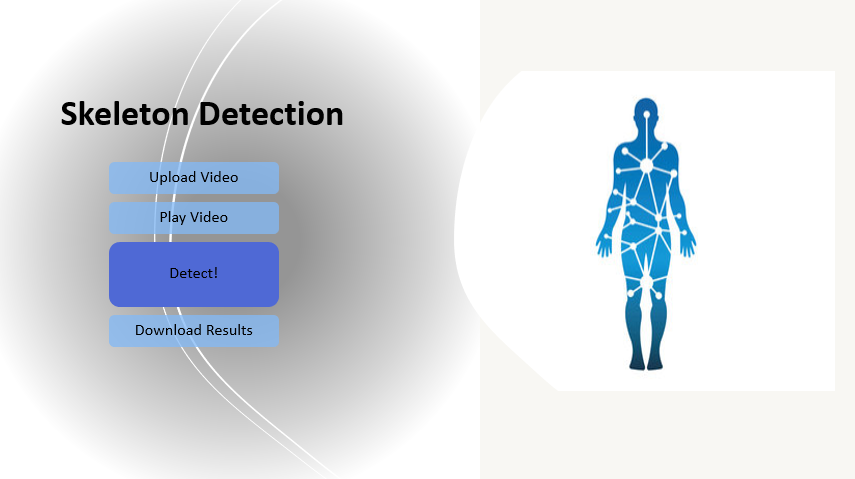 Skeleton Detection
Upload Video
Play Video
Detect!
Download Results